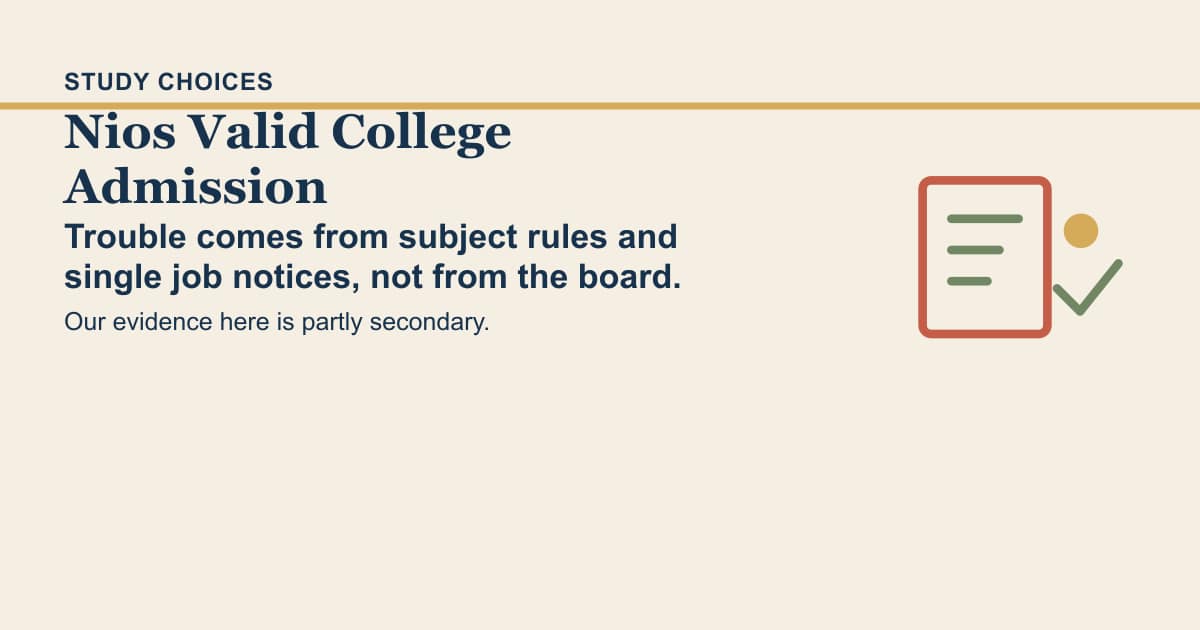 STUDY CHOICES
Nios Valid College
Admission
Trouble comes from subject rules and
single job notices, not from the board.
Our evidence here is partly secondary.